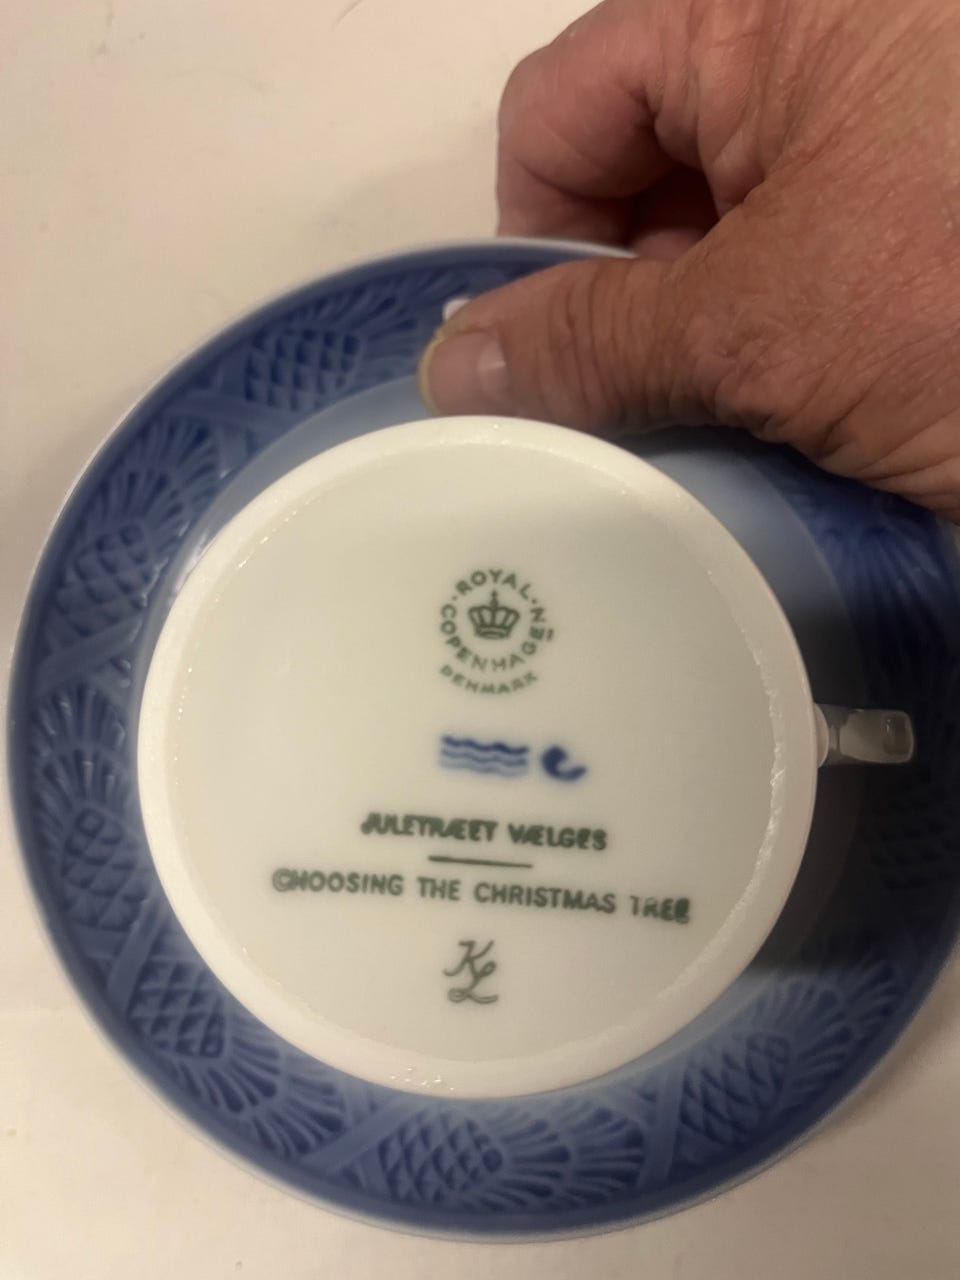 ROYAL
COPENHAGEN
DENMARK
JULETRÆET VÆLGES
CHOOSING THE CHRISTMAS TREE
KL